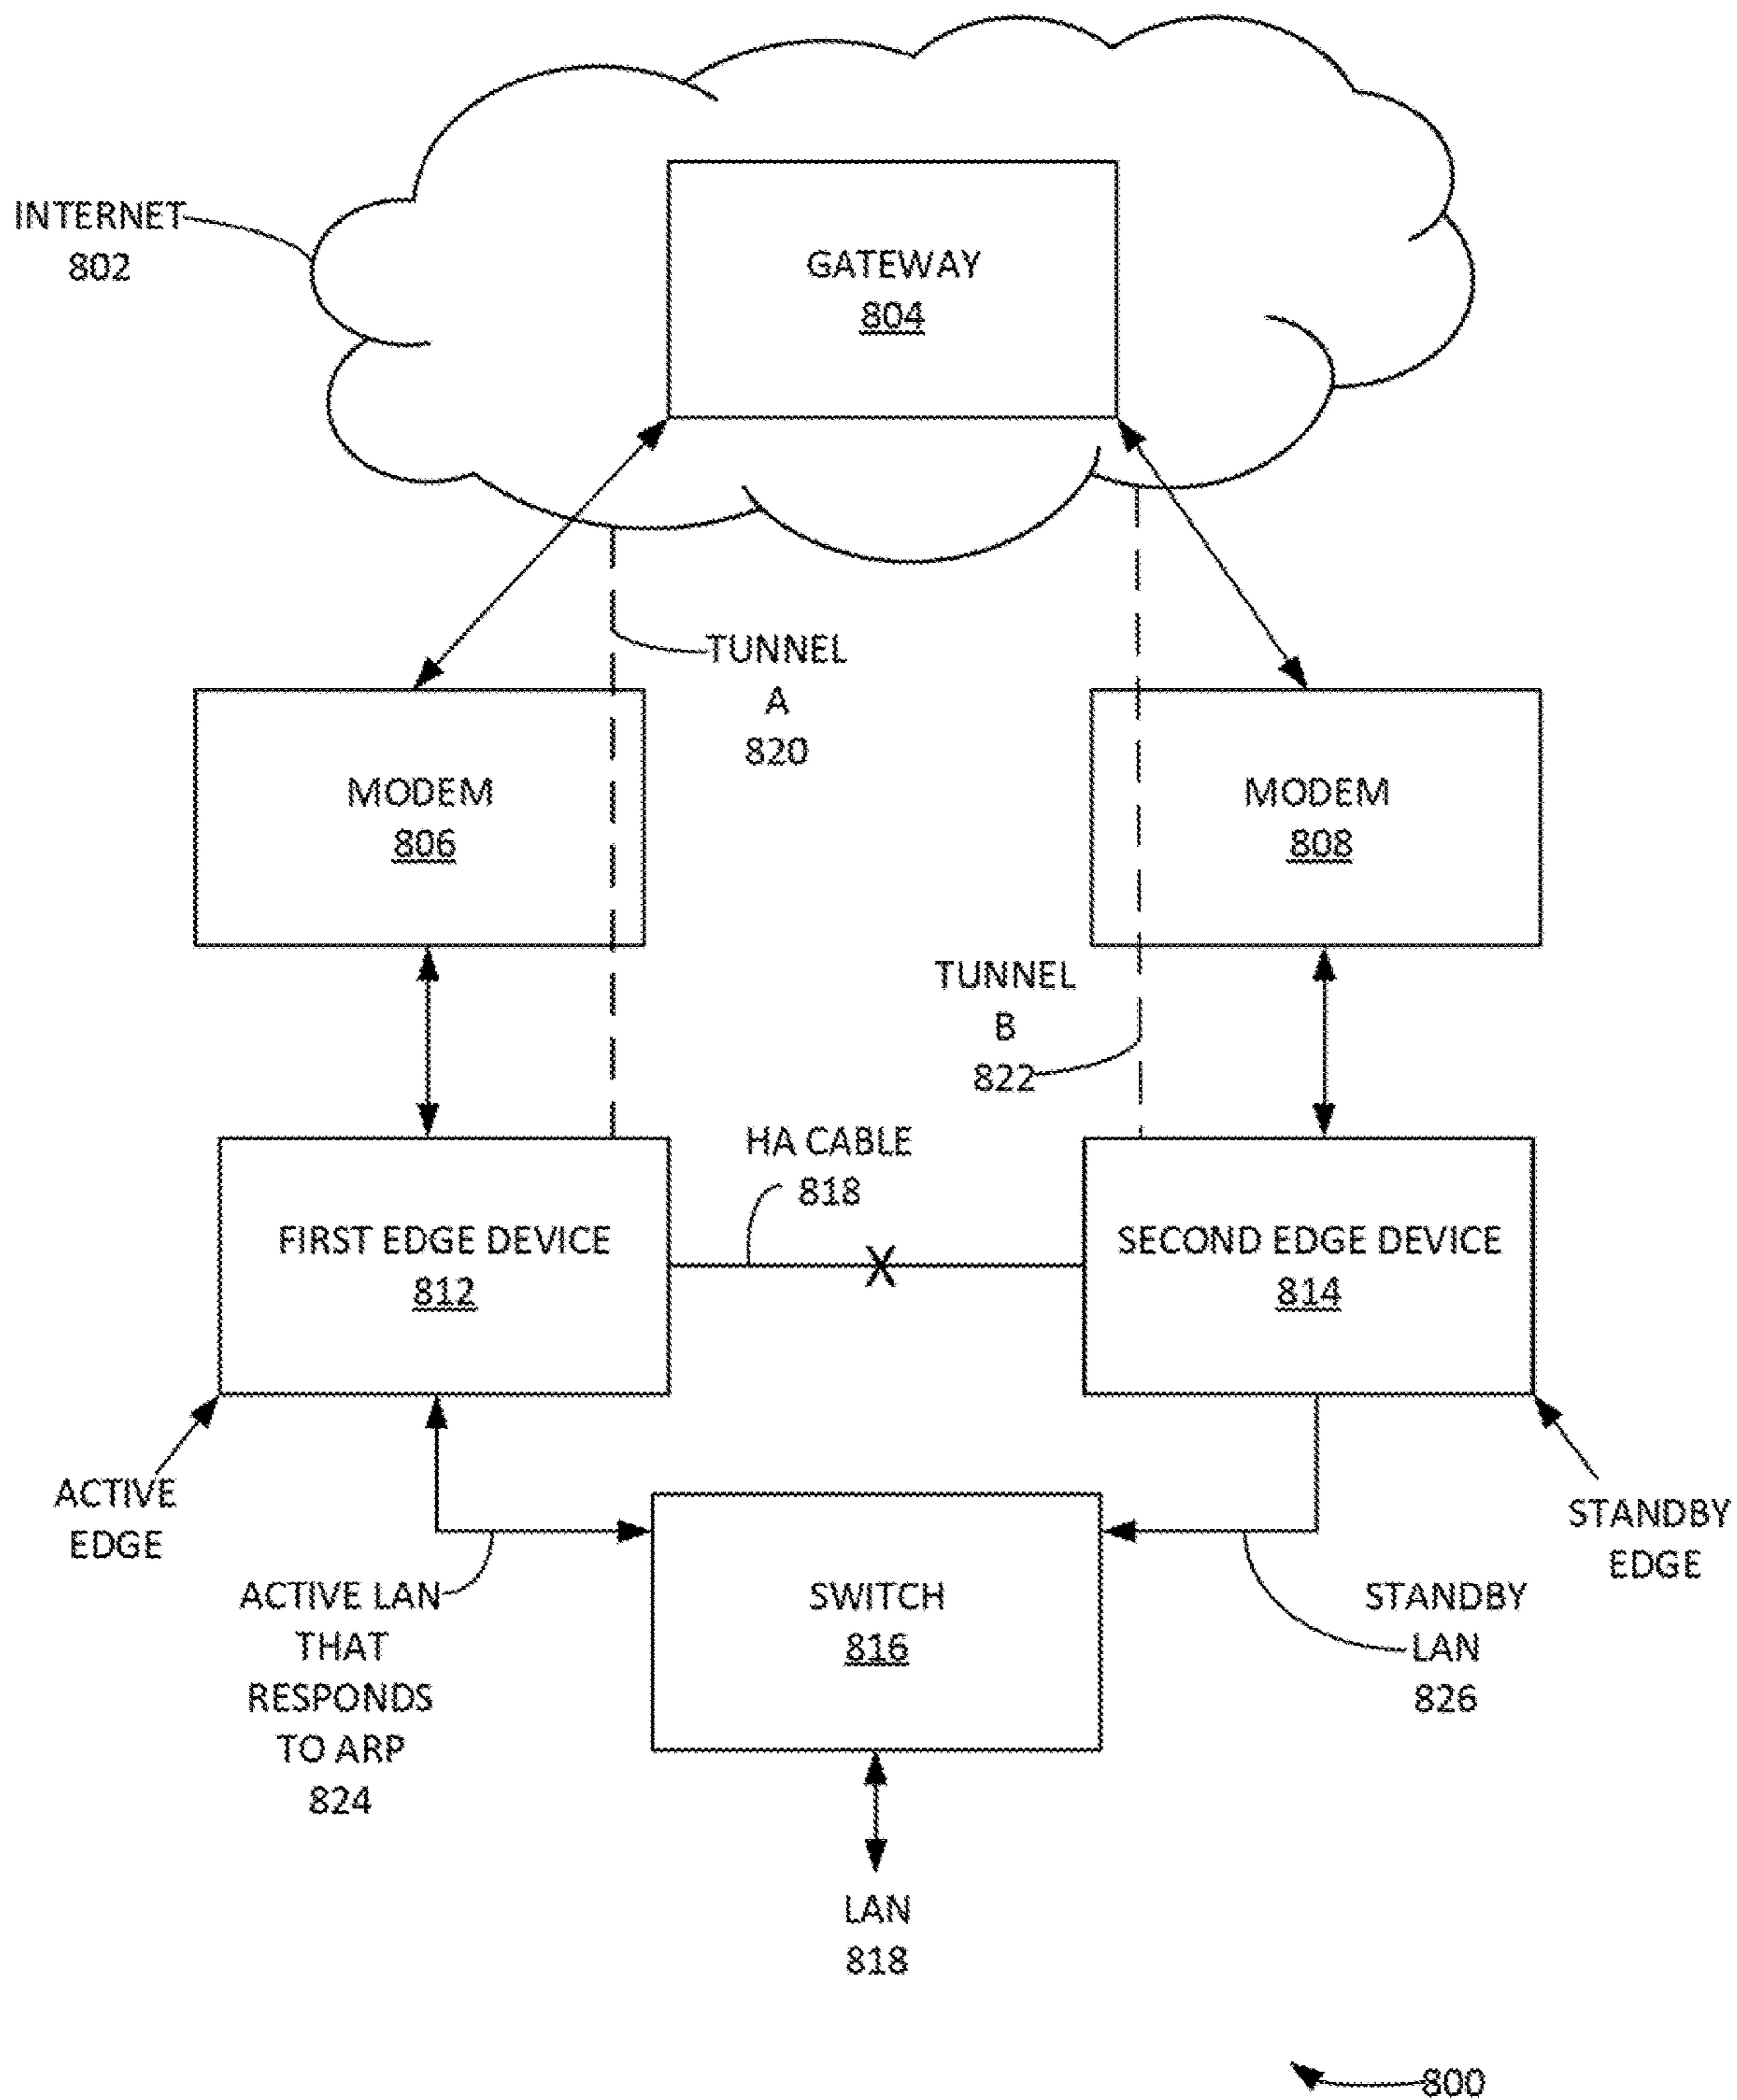 INTERNET
802
GATEWAY
804
TUNNEL
A
820
MODEM
806
MODEM
808
TUNNEL
B
822
HA CABLE
818
FIRST EDGE DEVICE
812
X
SECOND EDGE DEVICE
814
ACTIVE
EDGE
STANDBY
EDGE
ACTIVE LAN
THAT
RESPONDS
TO ARP
824
SWITCH
816
STANDBY
LAN
826
LAN
818
800